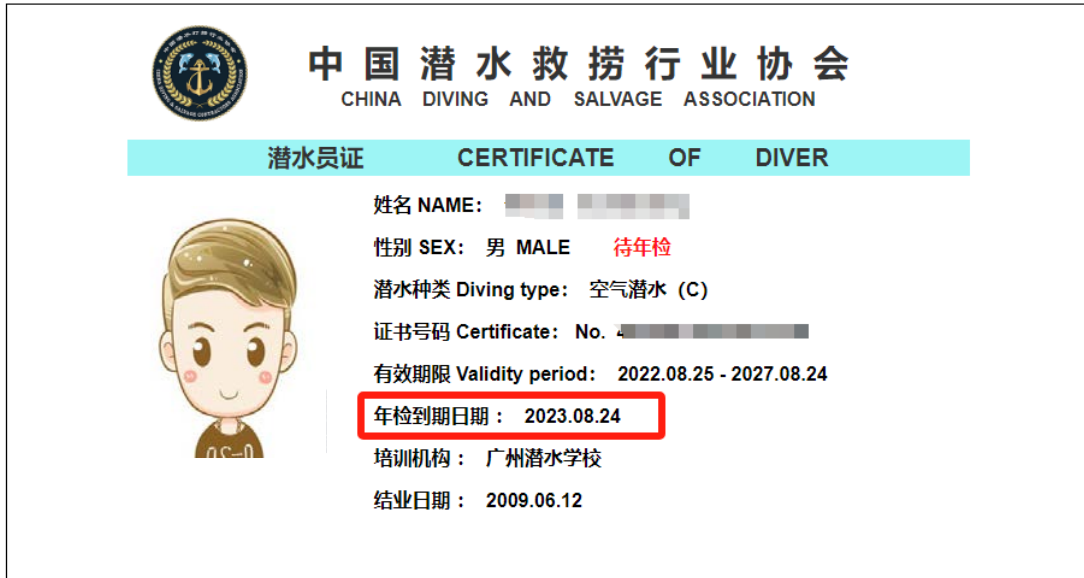 中国潜水救捞行业协会
CHINA DIVING AND SALVAGE ASSOCIATION
潜水员证 CERTIFICATE OF DIVER
姓名 NAME：
性别 SEX： 男 MALE 待年检
潜水种类 Diving type： 空气潜水（C）
证书号码 Certificate： No.
有效期限 Validity period： 2022.08.25 - 2027.08.24
年检到期日期 ： 2023.08.24
培训机构 ： 广州潜水学校
结业日期 ： 2009.06.12